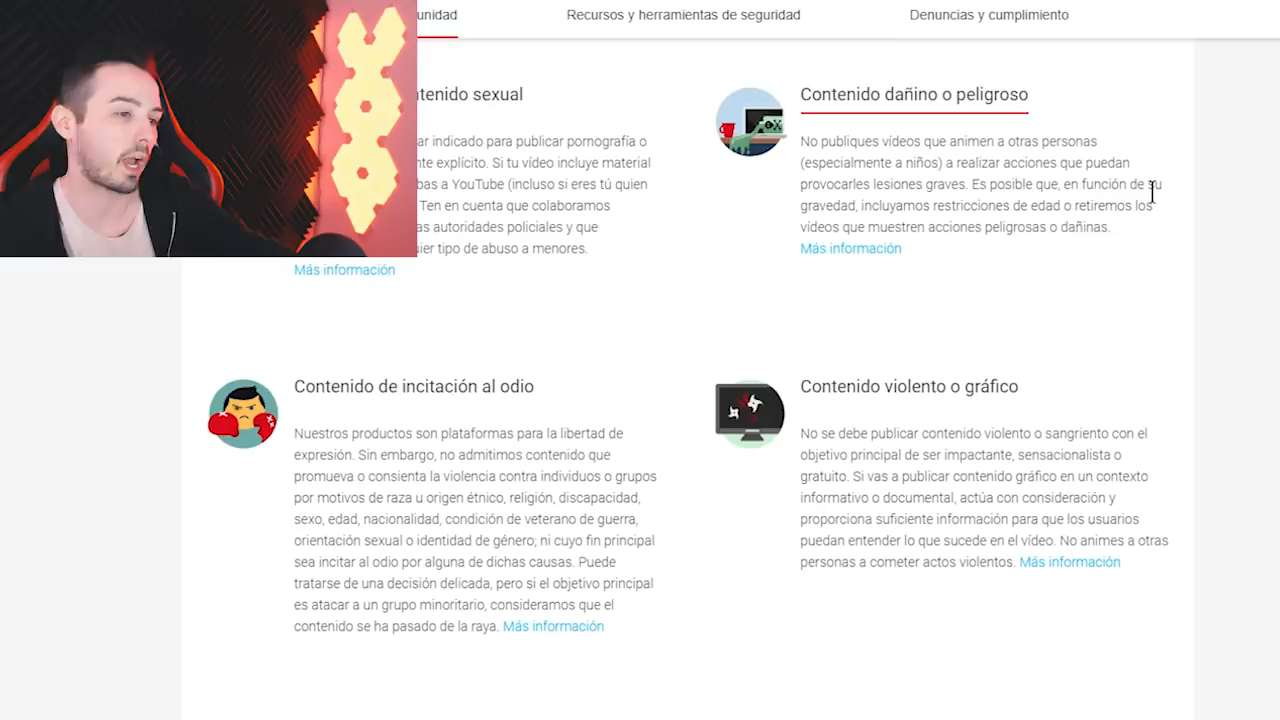 unidad
Recursos y herramientas de seguridad
Denuncias y cumplimiento
ntenido sexual
ar indicado para publicar pornografía o
nte explícito. Si tu vídeo incluye material
bas a YouTube (incluso si eres tú quien
Ten en cuenta que colaboramos
as autoridades policiales y que
uier tipo de abuso a menores.
Más información
Contenido dañino o peligroso
No publiques vídeos que animen a otras personas
(especialmente a niños) a realizar acciones que puedan
provocarles lesiones graves. Es posible que, en función de su
gravedad, incluyamos restricciones de edad o retiremos los
vídeos que muestren acciones peligrosas o dañinas.
Más información
Contenido de incitación al odio
Nuestros productos son plataformas para la libertad de
expresión. Sin embargo, no admitimos contenido que
promueva o consienta la violencia contra individuos o grupos
por motivos de raza u origen étnico, religión, discapacidad,
sexo, edad, nacionalidad, condición de veterano de guerra,
orientación sexual o identidad de género; ni cuyo fin principal
sea incitar al odio por alguna de dichas causas. Puede
tratarse de una decisión delicada, pero si el objetivo principal
es atacar a un grupo minoritario, consideramos que el
contenido se ha pasado de la raya. Más información
Contenido violento o gráfico
No se debe publicar contenido violento o sangriento con el
objetivo principal de ser impactante, sensacionalista o
gratuito. Si vas a publicar contenido gráfico en un contexto
informativo o documental, actúa con consideración y
proporciona suficiente información para que los usuarios
puedan entender lo que sucede en el vídeo. No animes a otras
personas a cometer actos violentos. Más información